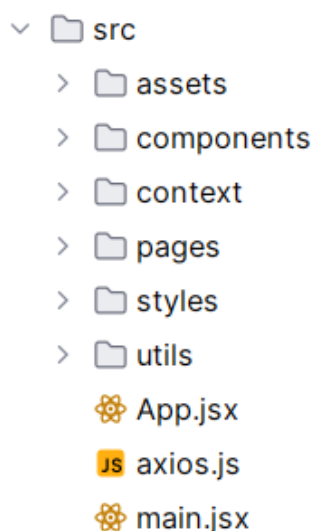 src
assets
components
context
pages
styles
utils
App.jsx
JS axios.js
main.jsx